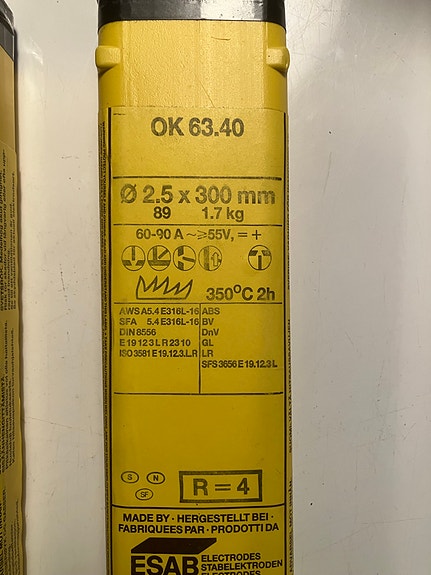 OK 63.40
Ø 2.5 x 300 mm
89 1.7 kg
60-90 A ~ ≥55V, = +
350°C 2h
AWS A5.4 E316L-16 ABS
SFA 5.4 E316L-16 BV
DIN 8556 DnV
E 19 12 3 L R 23 10 GL
ISO 3581 E 19.12.3.L R LR
SFS 3656 E 19.12.3 L
S N
SF
R = 4
MADE BY · HERGESTELLT BEI ·
FABRIQUEES PAR · PRODOTTI DA
ESAB
ELECTRODES
STABELEKTRODEN
ELECTRODES